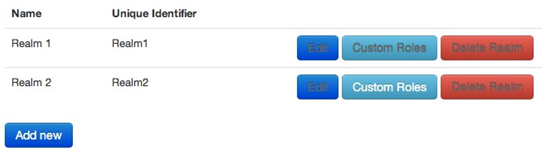 Name Unique Identifier
Realm 1 Realm1 Edit Custom Roles Delete Realm
Realm 2 Realm2 Edit Custom Roles Delete Realm
Add new